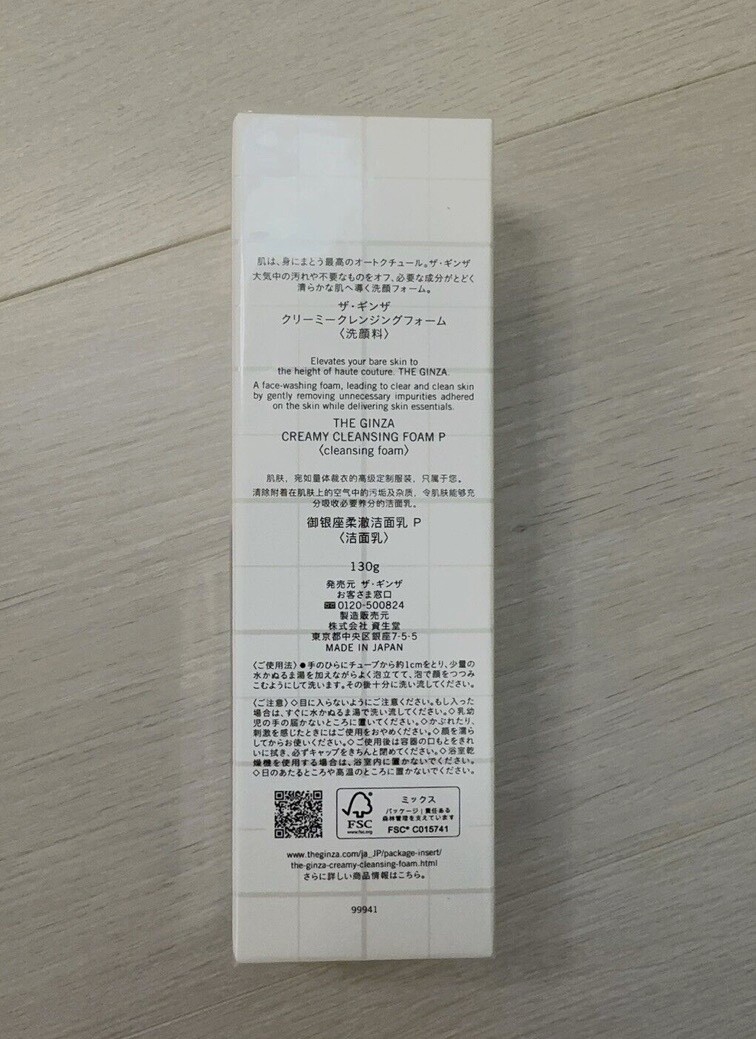 肌は、身にまとう最高のオートクチュール。ザ・ギンザ
大気中の汚れや不要なものをオフ、必要な成分がとどく
清らかな肌へ導く洗顔フォーム。
ザ・ギンザ
クリーミークレンジングフォーム
〈洗顔料〉
Elevates your bare skin to
the height of haute couture. THE GINZA.
A face-washing foam, leading to clear and clean skin
by gently removing unnecessary impurities adhered
on the skin while delivering skin essentials.
THE GINZA
CREAMY CLEANSING FOAM P
〈cleansing foam〉
肌肤，宛如量体裁衣的高级定制服装，只属于您。
清除附着在肌肤上的空气中的污垢及杂质，令肌肤能够充
分吸收必要养分的洁面乳。
御银座柔澈洁面乳 P
〈洁面乳〉
130g
発売元 ザ・ギンザ
お客さま窓口
0120-500824
製造販売元
株式会社 資生堂
東京都中央区銀座7-5-5
MADE IN JAPAN
〈ご使用法〉●手のひらにチューブから約1cmをとり、少量の
水かぬるま湯を加えながらよく泡立てて、泡で顔をつつみ
こむようにして洗います。その後十分に洗い流してください。
〈ご注意〉◇目に入らないようにご注意ください。もし入った
場合は、すぐに水かぬるま湯で洗い流してください。◇乳幼
児の手の届かないところに置いてください。◇かぶれたり、
刺激を感じたときにはご使用をおやめください。◇顔を濡ら
してからお使いください。◇ご使用後は容器の口もとをきれ
いに拭き、必ずキャップをきちんと閉めてください。◇浴室乾
燥機を使用する場合は、浴室内に置かないでください。
◇日のあたるところや高温のところに置かないでください。
FSC
www.fsc.org
ミックス
パッケージ｜責任ある
森林管理を支えています
FSC® C015741
www.theginza.com/ja_JP/package-insert/
the-ginza-creamy-cleansing-foam.html
さらに詳しい商品情報はこちら。
99941